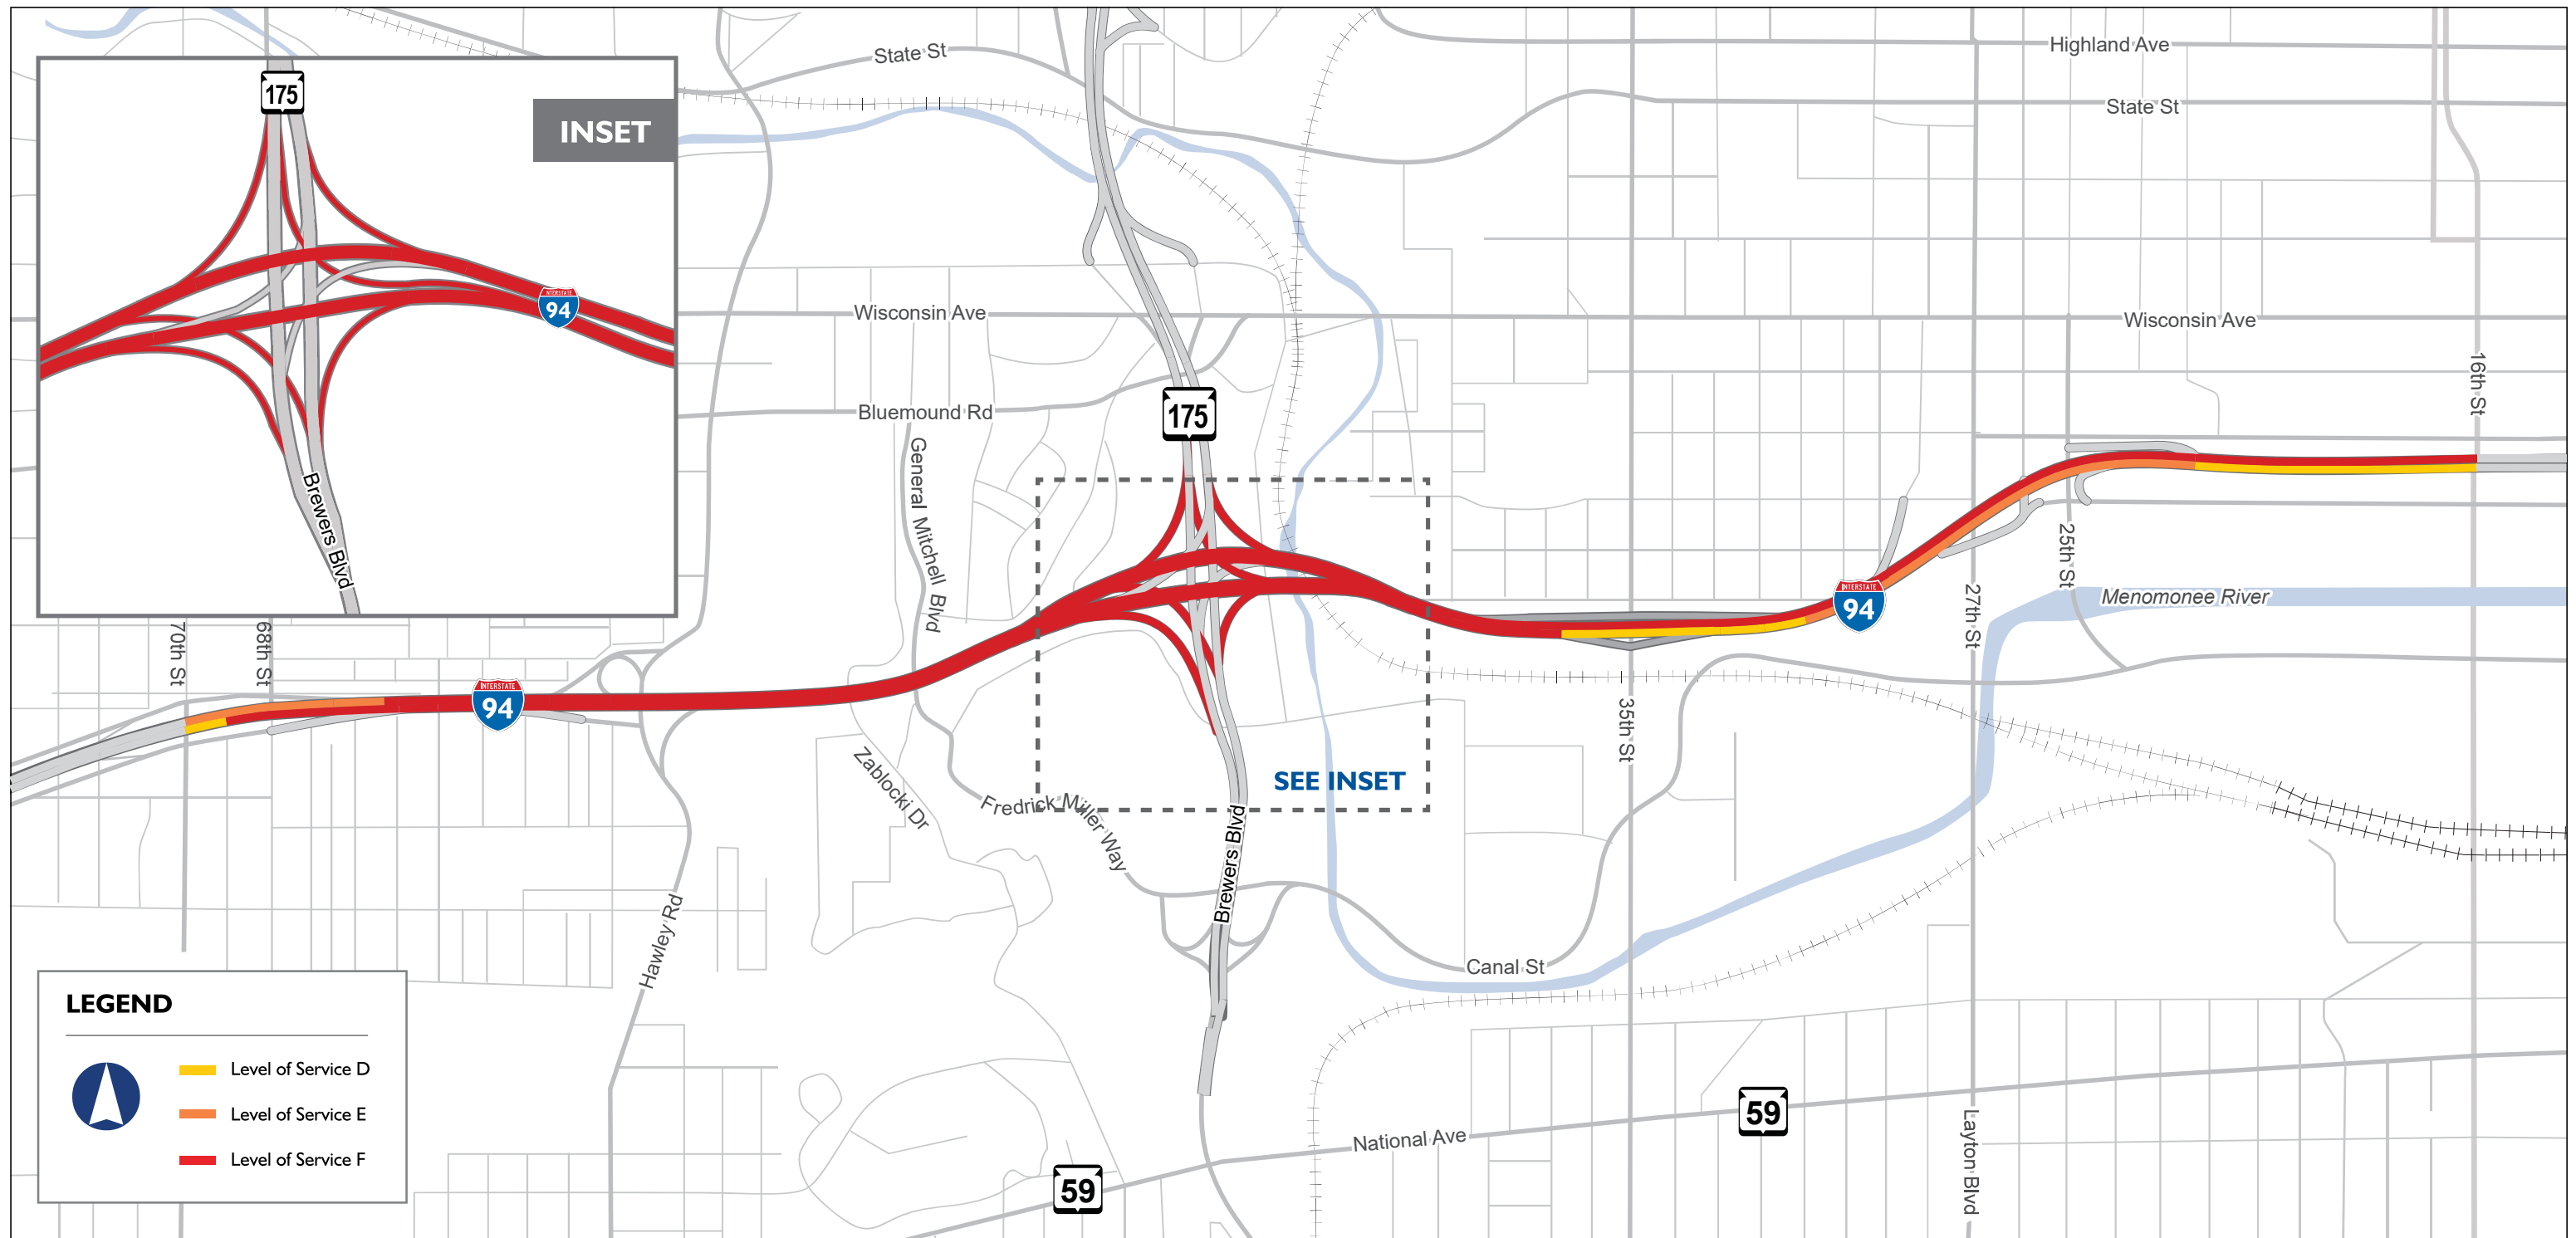 State St
Highland Ave
State St
175
INSET
INTERSTATE
94
Brewers Blvd
Wisconsin Ave
Wisconsin Ave
16th St
Bluemound Rd
175
General Mitchell Blvd
25th St
27th St
Menomonee River
INTERSTATE
94
70th St
68th St
INTERSTATE
94
35th St
Zablocki Dr
SEE INSET
Fredrick Miller Way
Brewers Blvd
Hawley Rd
Canal St
LEGEND
Level of Service D
Level of Service E
Level of Service F
59
National Ave
Layton Blvd
59